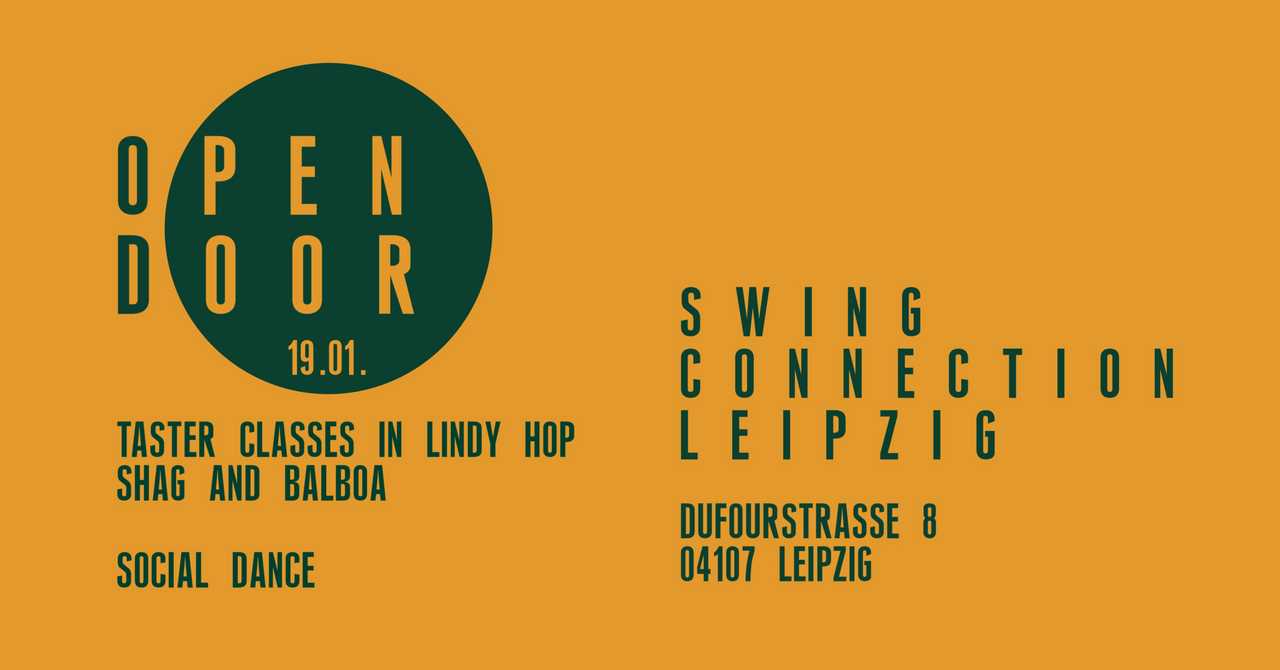 OPEN
DOOR
19.01.
TASTER CLASSES IN LINDY HOP
SHAG AND BALBOA
SOCIAL DANCE
SWING
CONNECTION
LEIPZIG
DUFOURSTRASSE 8
04107 LEIPZIG